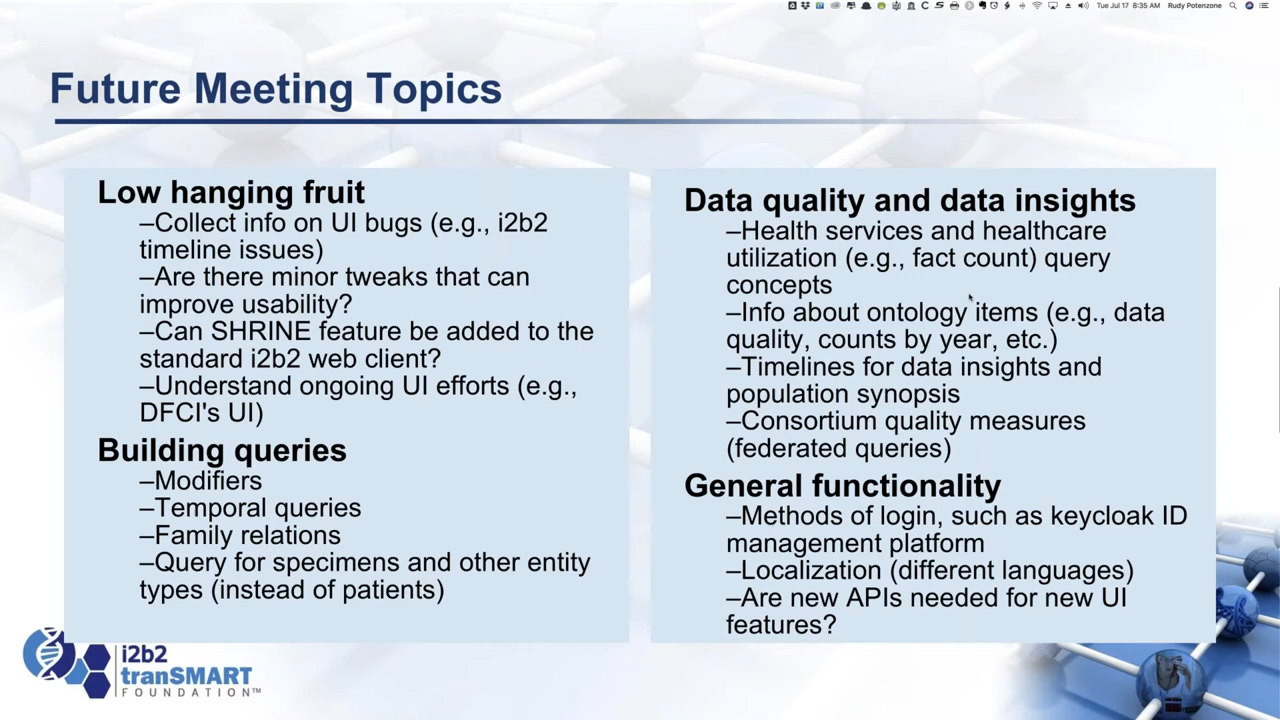 Tue Jul 17 8:35 AM Rudy Potenzone
Future Meeting Topics
Low hanging fruit
–Collect info on UI bugs (e.g., i2b2
timeline issues)
–Are there minor tweaks that can
improve usability?
–Can SHRINE feature be added to the
standard i2b2 web client?
–Understand ongoing UI efforts (e.g.,
DFCI's UI)
Building queries
–Modifiers
–Temporal queries
–Family relations
–Query for specimens and other entity
types (instead of patients)
Data quality and data insights
–Health services and healthcare
utilization (e.g., fact count) query
concepts
–Info about ontology items (e.g., data
quality, counts by year, etc.)
–Timelines for data insights and
population synopsis
–Consortium quality measures
(federated queries)
General functionality
–Methods of login, such as keycloak ID
management platform
–Localization (different languages)
–Are new APIs needed for new UI
features?
i2b2
tranSMART
FOUNDATION™